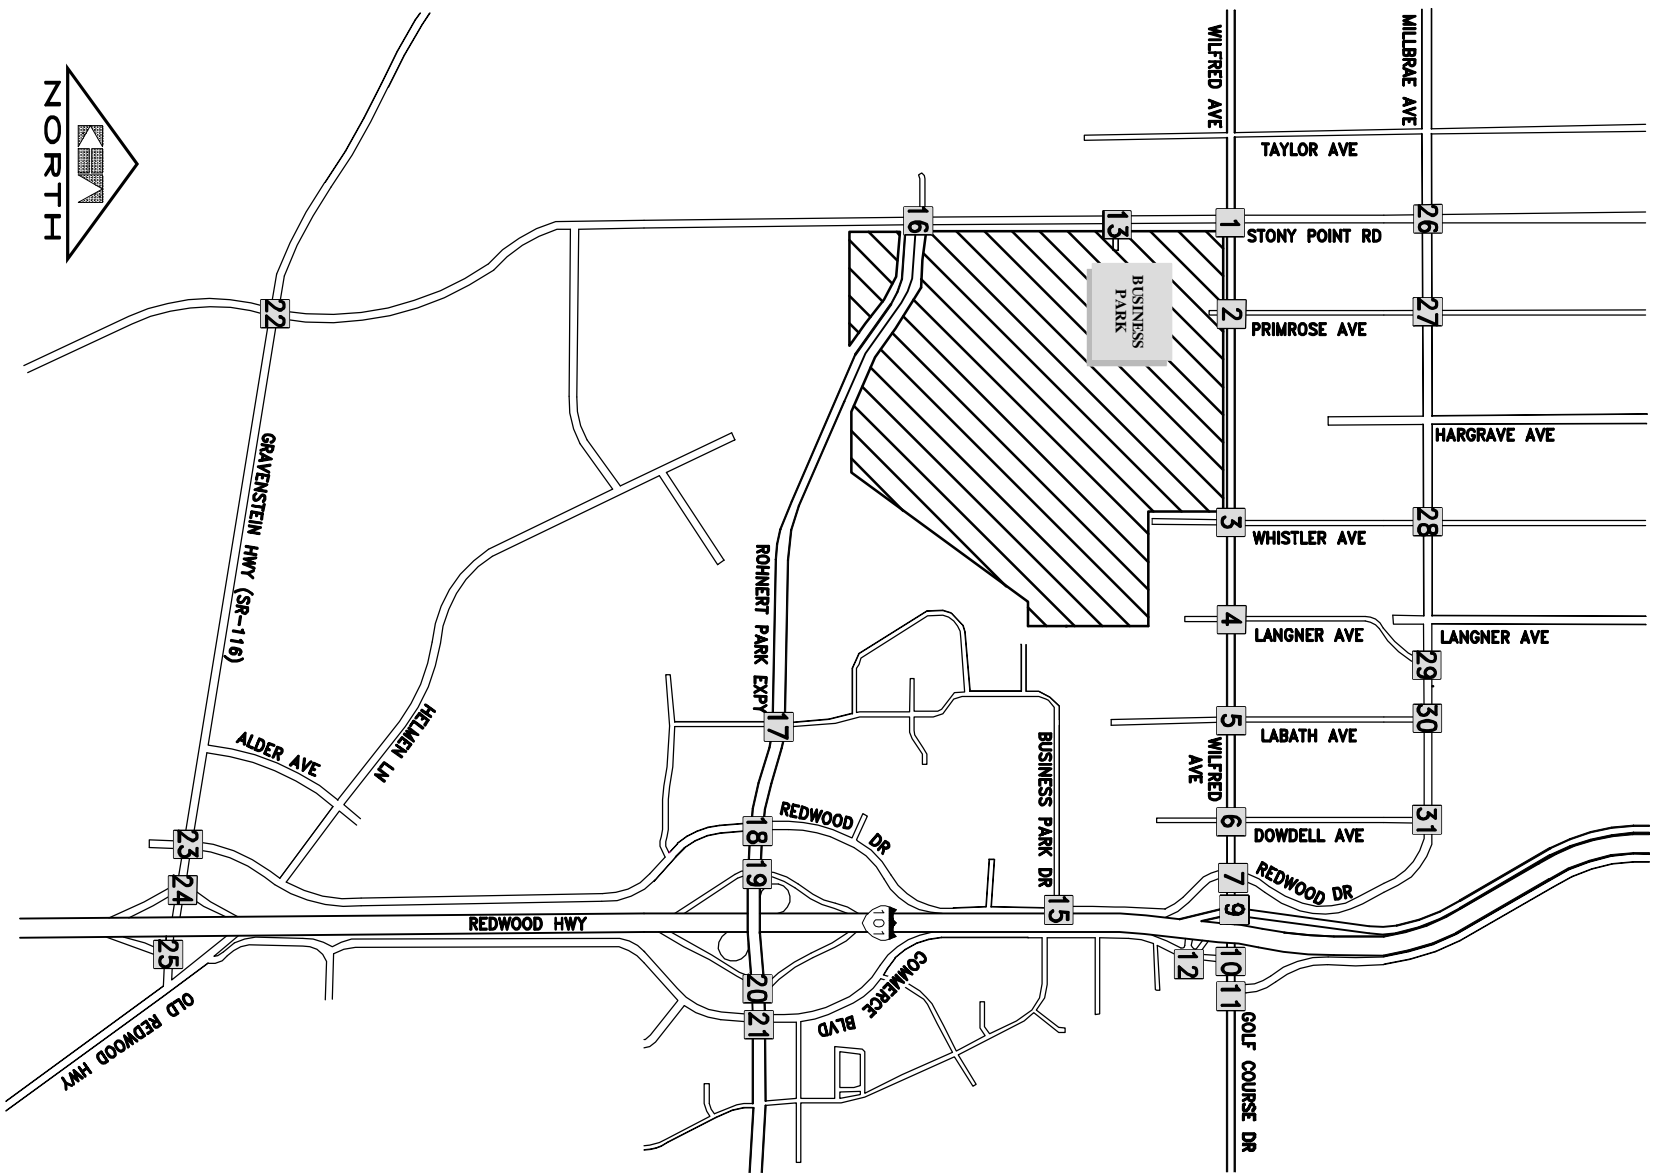 MILLBRAE AVE
WILFRED AVE
TAYLOR AVE
26
1
STONY POINT RD
13
16
27
2
PRIMROSE AVE
BUSINESS
PARK
22
HARGRAVE AVE
28
3
WHISTLER AVE
4
LANGNER AVE
LANGNER AVE
29
30
5
LABATH AVE
WILFRED
AVE
31
6
DOWDELL AVE
7
REDWOOD DR
9
10
11
12
GOLF COURSE DR
BUSINESS PARK DR
15
ROHNERT PARK EXPY
17
18
REDWOOD DR
19
20
21
COMMERCE BLVD
101
REDWOOD HWY
GRAVENSTEIN HWY (SR-116)
HELMEN LN
ALDER AVE
23
24
25
OLD REDWOOD HWY
NORTH